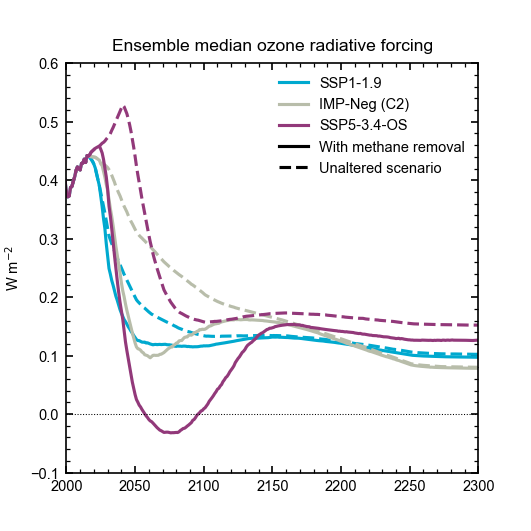 Ensemble median ozone radiative forcing
0.6
0.5
0.4
0.3
0.2
0.1
0.0
−0.1
W m⁻²
SSP1-1.9
IMP-Neg (C2)
SSP5-3.4-OS
With methane removal
Unaltered scenario
2000 2050 2100 2150 2200 2250 2300